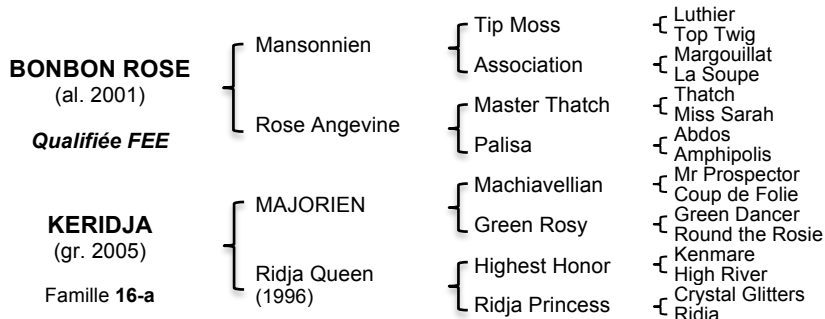 BONBON ROSE
(al. 2001)
Qualifiée FEE
Mansonnien
Rose Angevine
Tip Moss
Association
Master Thatch
Palisa
Luthier
Top Twig
Margouillat
La Soupe
Thatch
Miss Sarah
Abdos
Amphipolis
KERIDJA
(gr. 2005)
Famille 16-a
MAJORIEN
Ridja Queen
(1996)
Machiavellian
Green Rosy
Highest Honor
Ridja Princess
Mr Prospector
Coup de Folie
Green Dancer
Round the Rosie
Kenmare
High River
Crystal Glitters
Ridja